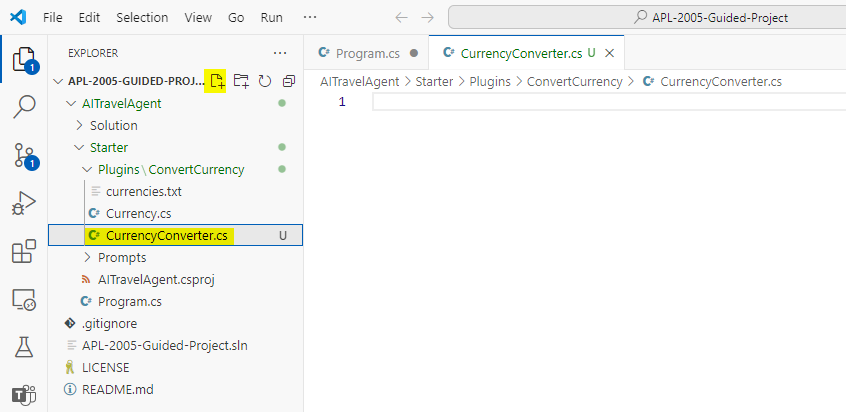 File Edit Selection View Go Run ··· APL-2005-Guided-Project
EXPLORER ···
APL-2005-GUIDED-PROJ...
AITravelAgent
Solution
Starter
Plugins \ ConvertCurrency
currencies.txt
C# Currency.cs
C# CurrencyConverter.cs U
Prompts
AITravelAgent.csproj
C# Program.cs
.gitignore
APL-2005-Guided-Project.sln
LICENSE
README.md
1
1
T
C# Program.cs
C# CurrencyConverter.cs U
AITravelAgent > Starter > Plugins > ConvertCurrency > C# CurrencyConverter.cs
1